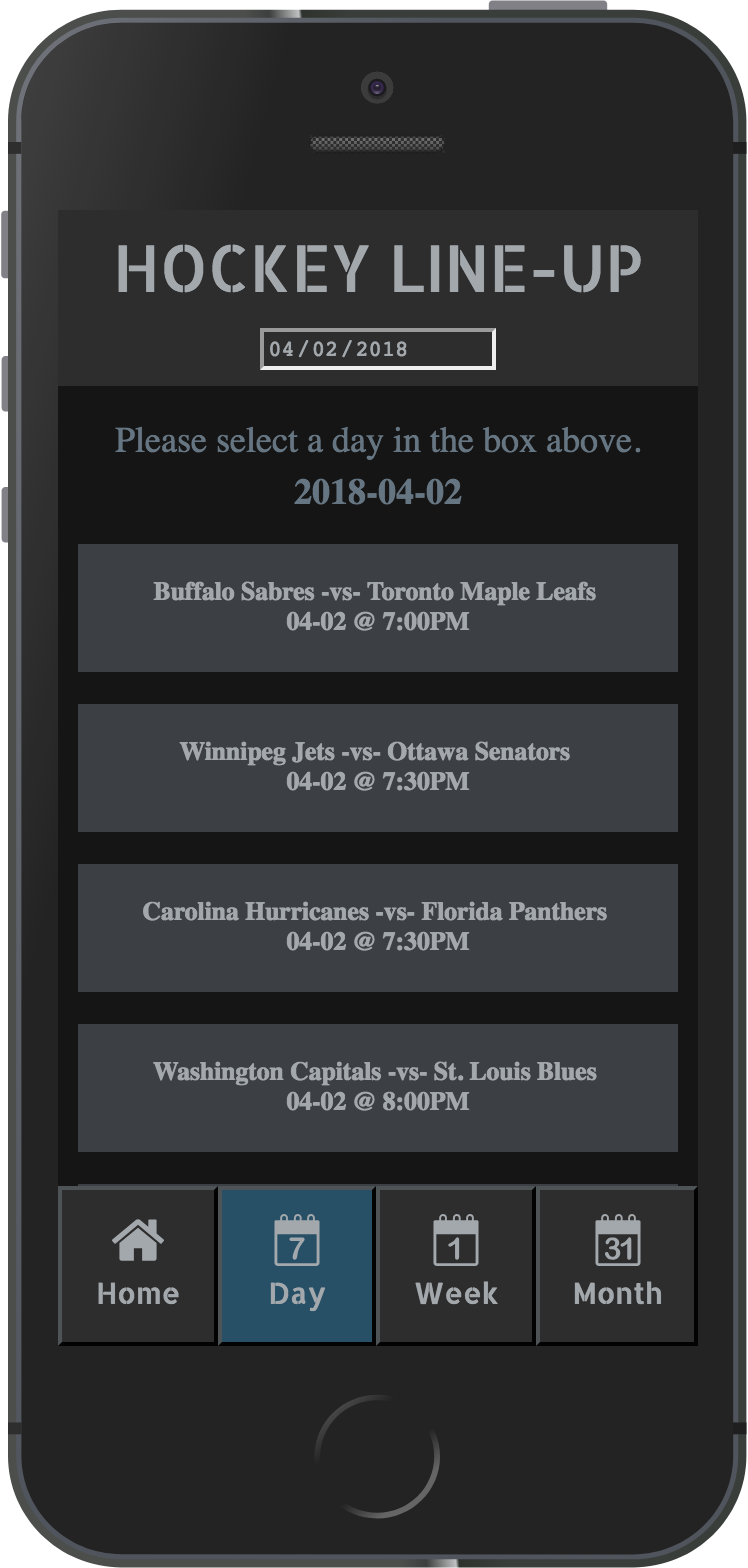 HOCKEY LINE-UP
04/02/2018
Please select a day in the box above.
2018-04-02
Buffalo Sabres -vs- Toronto Maple Leafs
04-02 @ 7:00PM
Winnipeg Jets -vs- Ottawa Senators
04-02 @ 7:30PM
Carolina Hurricanes -vs- Florida Panthers
04-02 @ 7:30PM
Washington Capitals -vs- St. Louis Blues
04-02 @ 8:00PM
7 1 31
Home Day Week Month